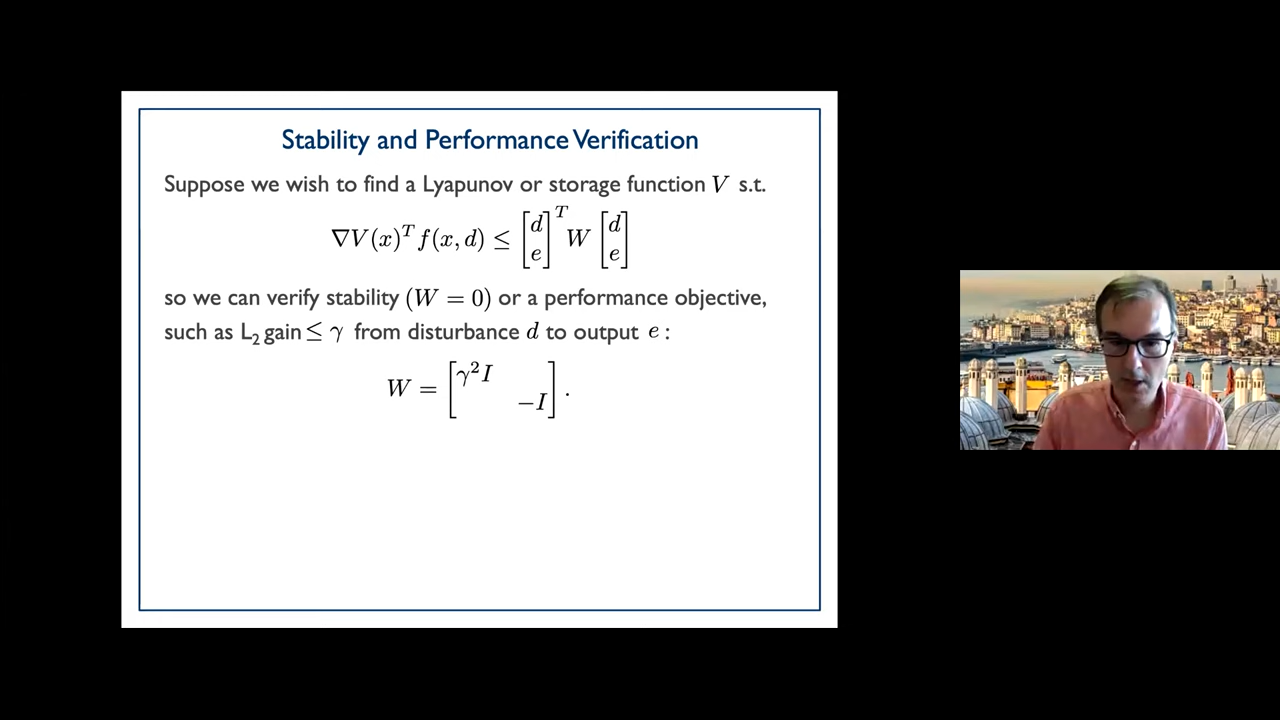 Stability and Performance Verification
Suppose we wish to find a Lyapunov or storage function V s.t.
∇V(x)ᵀ f(x, d) ≤ [d e]ᵀ W [d e]
so we can verify stability (W = 0) or a performance objective,
such as L₂ gain ≤ γ from disturbance d to output e :
W = [γ²I −I] .